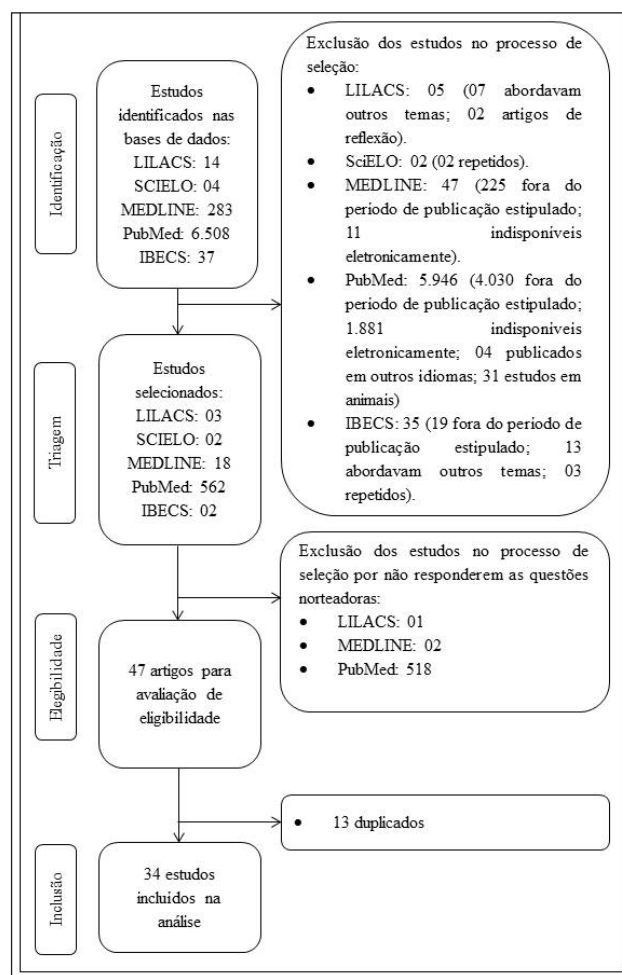 Identificação
Estudos
identificados nas
bases de dados:
LILACS: 14
SCIELO: 04
MEDLINE: 283
PubMed: 6.508
IBECS: 37
Exclusão dos estudos no processo de
seleção:
• LILACS: 05 (07 abordavam
outros temas; 02 artigos de
reflexão).
• SciELO: 02 (02 repetidos).
• MEDLINE: 47 (225 fora do
periodo de publicação estipulado;
11 indisponiveis
eletronicamente).
• PubMed: 5.946 (4.030 fora do
periodo de publicação estipulado;
1.881 indisponiveis
eletronicamente; 04 publicados
em outros idiomas; 31 estudos em
animais)
• IBECS: 35 (19 fora do periodo de
publicação estipulado; 13
abordavam outros temas; 03
repetidos).
Triagem
Estudos
selecionados:
LILACS: 03
SCIELO: 02
MEDLINE: 18
PubMed: 562
IBECS: 02
Exclusão dos estudos no processo de
seleção por não responderem as questões
norteadoras:
• LILACS: 01
• MEDLINE: 02
• PubMed: 518
Elegibilidade
47 artigos para
avaliação de
eligibilidade
• 13 duplicados
Inclusão
34 estudos
incluídos na
análise